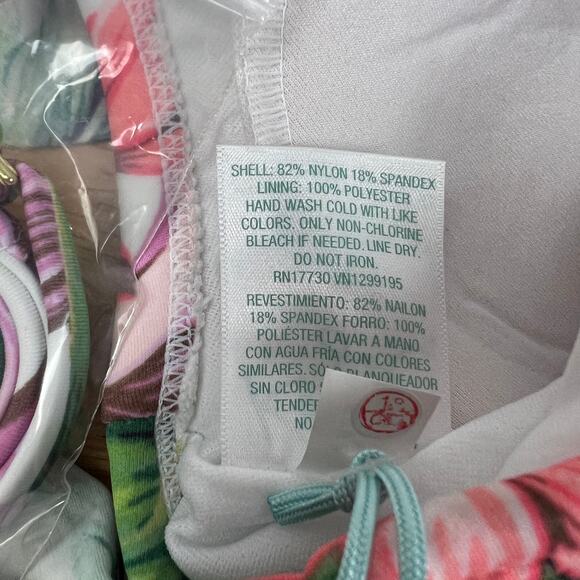 SHELL: 82% NYLON 18% SPANDEX
LINING: 100% POLYESTER
HAND WASH COLD WITH LIKE
COLORS. ONLY NON-CHLORINE
BLEACH IF NEEDED. LINE DRY.
DO NOT IRON.
RN17730 VN1299195
REVESTIMIENTO: 82% NAILON
18% SPANDEX FORRO: 100%
POLIÉSTER LAVAR A MANO
CON AGUA FRÍA CON COLORES
SIMILARES. BLANQUEADOR
SIN CLORO
TENDER
NO